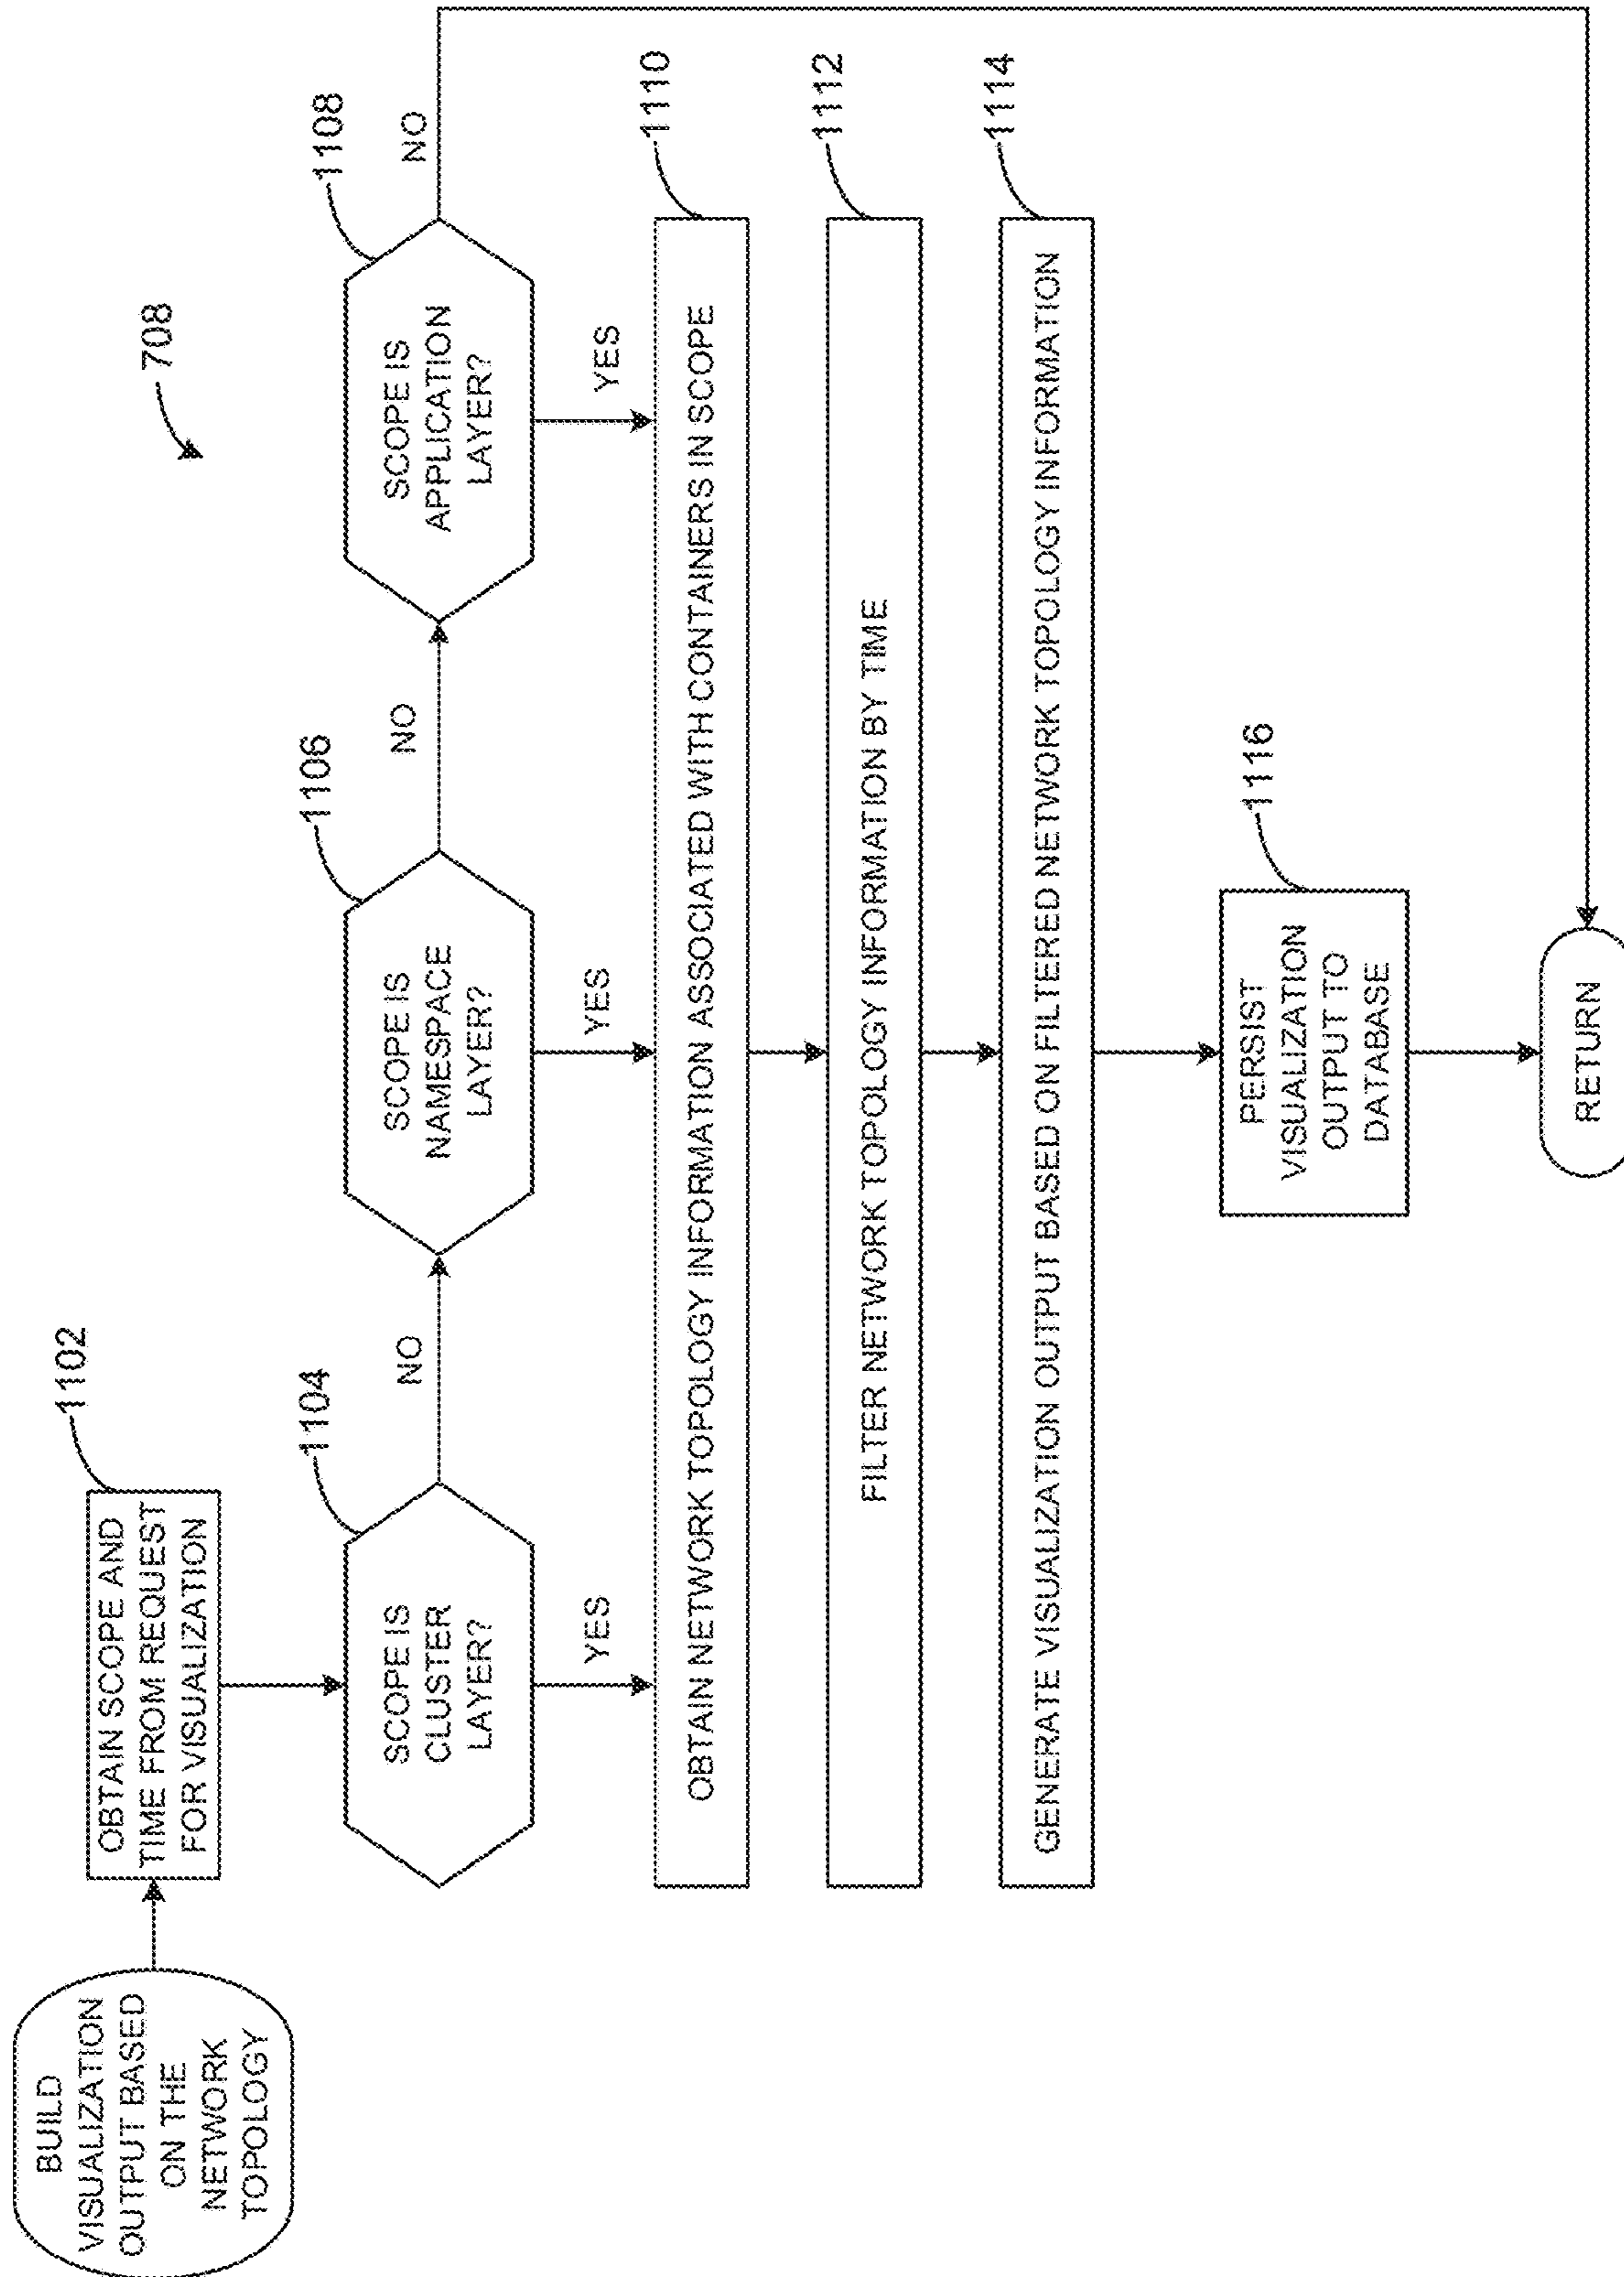 708
BUILD
VISUALIZATION
OUTPUT BASED
ON THE
NETWORK
TOPOLOGY
1102
OBTAIN SCOPE AND
TIME FROM REQUEST
FOR VISUALIZATION
1104
SCOPE IS
CLUSTER
LAYER?
NO
YES
1106
SCOPE IS
NAMESPACE
LAYER?
NO
YES
1108
SCOPE IS
APPLICATION
LAYER?
NO
YES
1110
OBTAIN NETWORK TOPOLOGY INFORMATION ASSOCIATED WITH CONTAINERS IN SCOPE
1112
FILTER NETWORK TOPOLOGY INFORMATION BY TIME
1114
GENERATE VISUALIZATION OUTPUT BASED ON FILTERED NETWORK TOPOLOGY INFORMATION
1116
PERSIST
VISUALIZATION
OUTPUT TO
DATABASE
RETURN